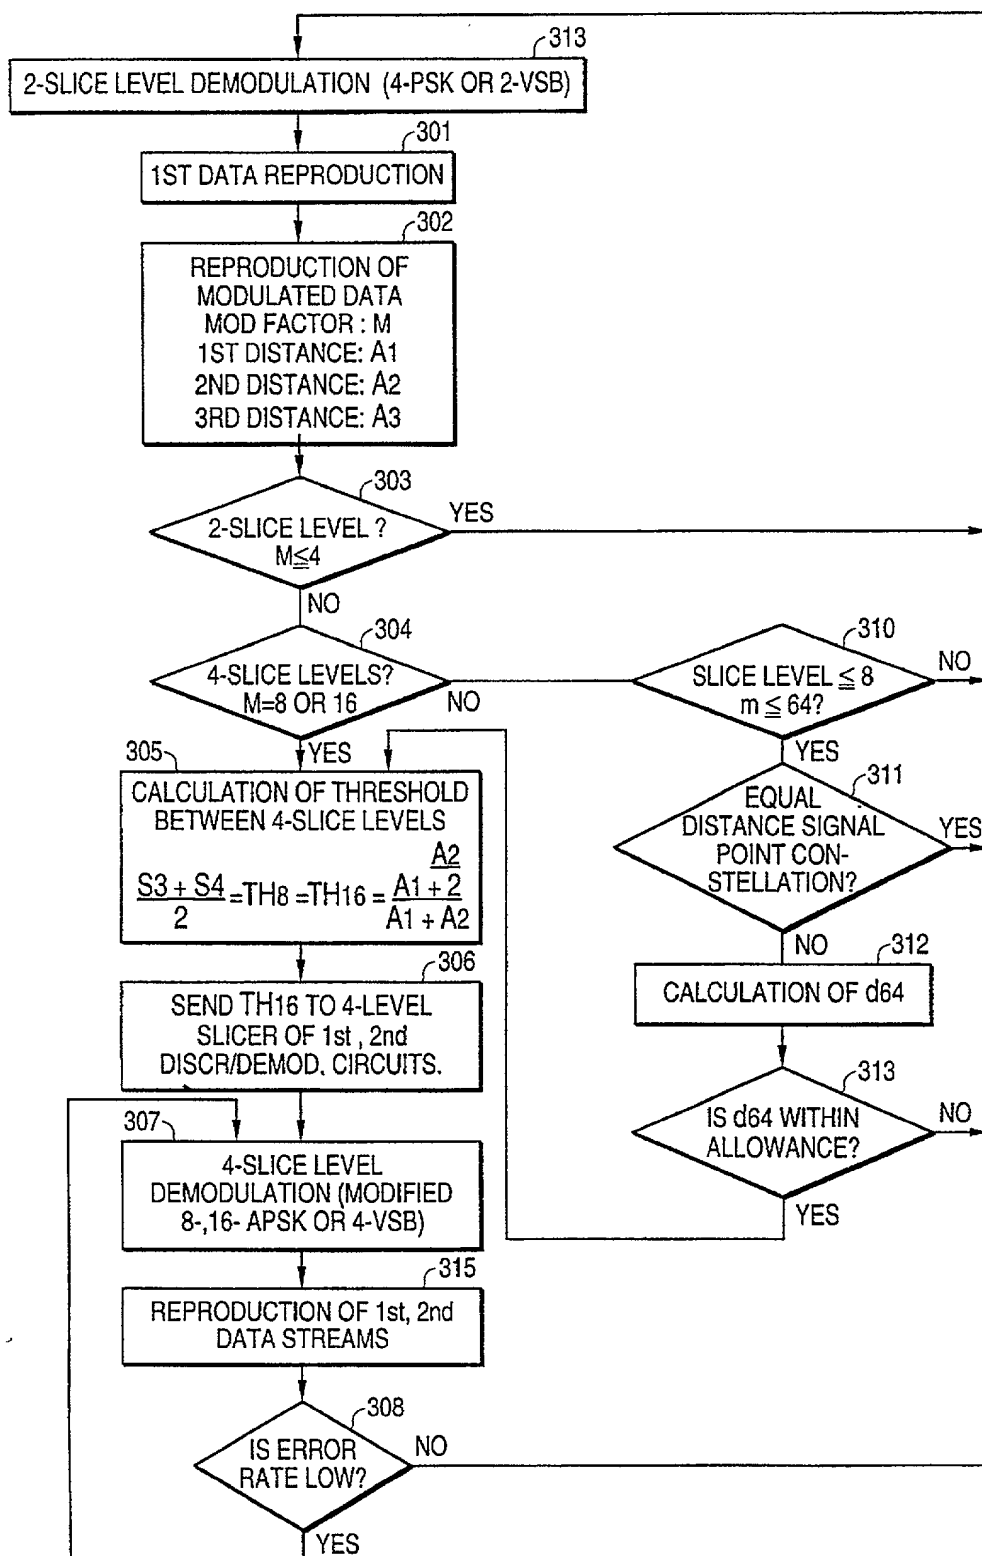 313
2-SLICE LEVEL DEMODULATION (4-PSK OR 2-VSB)
301
1ST DATA REPRODUCTION
302
REPRODUCTION OF
MODULATED DATA
MOD FACTOR : M
1ST DISTANCE: A1
2ND DISTANCE: A2
3RD DISTANCE: A3
303
2-SLICE LEVEL ?
M≦4
YES
NO
304
4-SLICE LEVELS?
M=8 OR 16
NO
YES
310
SLICE LEVEL ≦ 8
m ≦ 64?
NO
YES
305
CALCULATION OF THRESHOLD
BETWEEN 4-SLICE LEVELS
A2
S3 + S4 =TH8 =TH16 = A1 + 2
2 A1 + A2
311
EQUAL
DISTANCE SIGNAL
POINT CON-
STELLATION?
YES
NO
306
SEND TH16 TO 4-LEVEL
SLICER OF 1st , 2nd
DISCR/DEMOD. CIRCUITS.
312
CALCULATION OF d64
313
IS d64 WITHIN
ALLOWANCE?
NO
YES
307
4-SLICE LEVEL
DEMODULATION (MODIFIED
8-,16- APSK OR 4-VSB)
315
REPRODUCTION OF 1st, 2nd
DATA STREAMS
308
IS ERROR
RATE LOW?
NO
YES